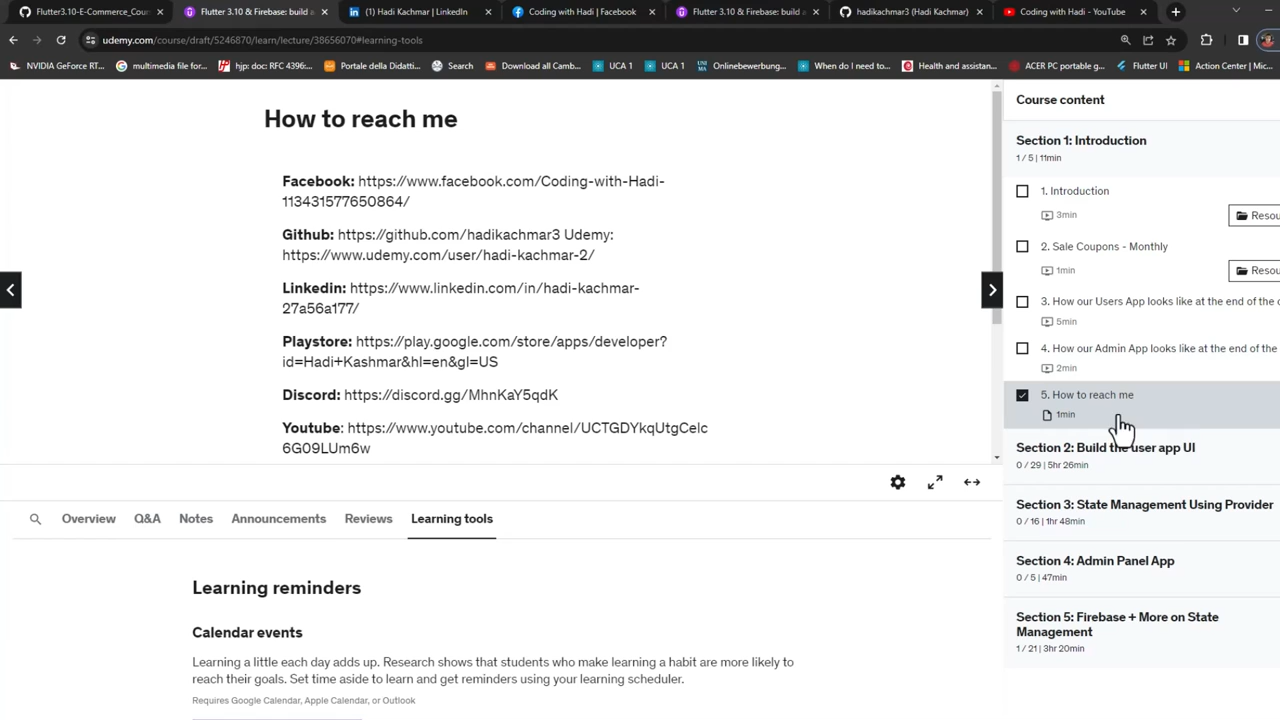 Flutter3.10-E-Commerce_Cou
Flutter 3.10 & Firebase: build a
(1) Hadi Kachmar | LinkedIn
Coding with Hadi | Facebook
Flutter 3.10 & Firebase: build a
hadikachmar3 (Hadi Kachmar)
Coding with Hadi - YouTube
udemy.com/course/draft/5246870/learn/lecture/38656070#learning-tools
NVIDIA GeForce RT...
multimedia file for...
hjp: doc: RFC 4396:...
Portale della Didatti...
Search
Download all Camb...
UCA 1
UCA 1
Onlinebewerbung...
When do I need to...
Health and assistan...
ACER PC portable g...
Flutter UI
Action Center | Mic...
How to reach me
Facebook: https://www.facebook.com/Coding-with-Hadi-
113431577650864/
Github: https://github.com/hadikachmar3 Udemy:
https://www.udemy.com/user/hadi-kachmar-2/
Linkedin: https://www.linkedin.com/in/hadi-kachmar-
27a56a177/
Playstore: https://play.google.com/store/apps/developer?
id=Hadi+Kashmar&hl=en&gl=US
Discord: https://discord.gg/MhnKaY5qdK
Youtube: https://www.youtube.com/channel/UCTGDYkqUtgCelc
6G09LUm6w
Overview
Q&A
Notes
Announcements
Reviews
Learning tools
Learning reminders
Calendar events
Learning a little each day adds up. Research shows that students who make learning a habit are more likely to
reach their goals. Set time aside to learn and get reminders using your learning scheduler.
Requires Google Calendar, Apple Calendar, or Outlook
Course content
Section 1: Introduction
1 / 5 | 11min
1. Introduction
3min
Resou
2. Sale Coupons - Monthly
1min
Resou
3. How our Users App looks like at the end of the c
5min
4. How our Admin App looks like at the end of the
2min
5. How to reach me
1min
Section 2: Build the user app UI
0 / 29 | 5hr 26min
Section 3: State Management Using Provider
0 / 16 | 1hr 48min
Section 4: Admin Panel App
0 / 5 | 47min
Section 5: Firebase + More on State
Management
1 / 21 | 3hr 20min